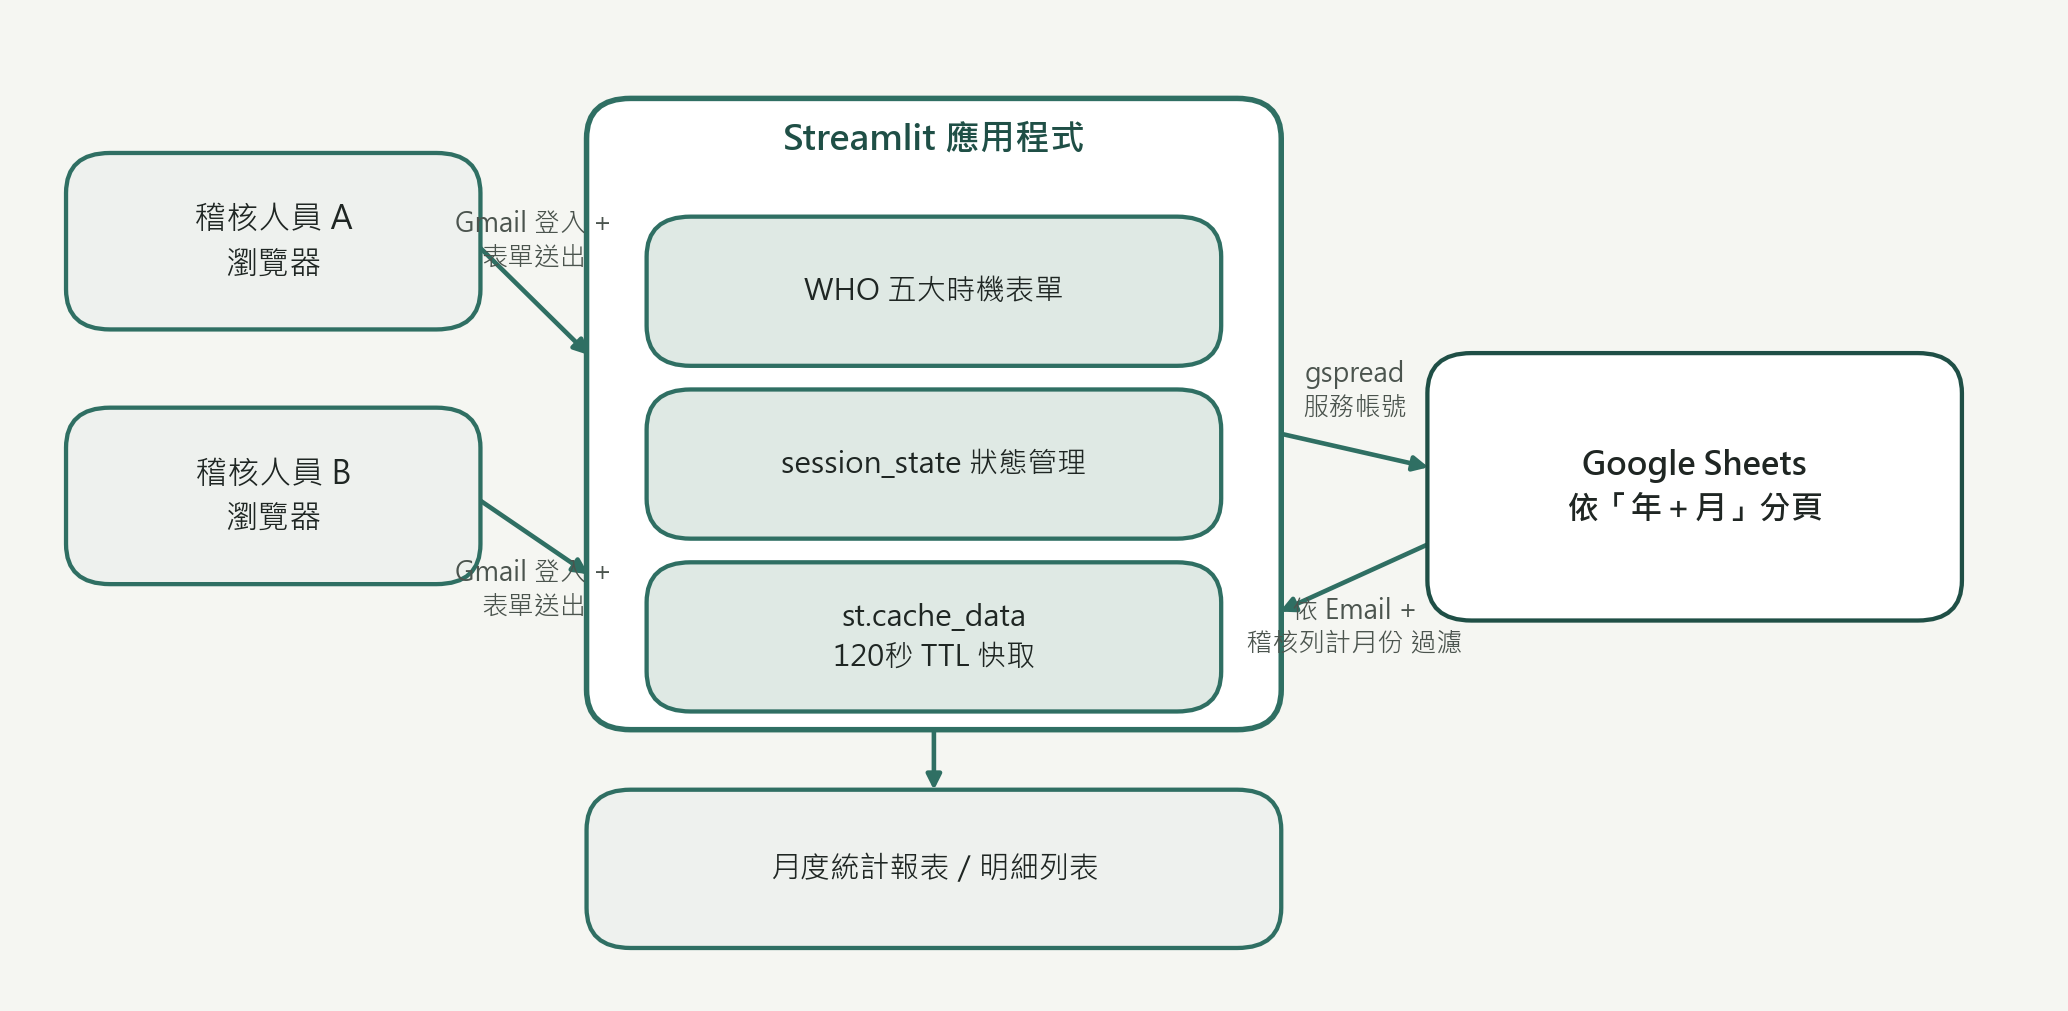 Streamlit 應用程式
稽核人員 A
瀏覽器
Gmail 登入 +
表單送出
WHO 五大時機表單
gspread
服務帳號
稽核人員 B
瀏覽器
session_state 狀態管理
Google Sheets
依「年 + 月」分頁
Gmail 登入 +
表單送出
st.cache_data
120秒 TTL 快取
依 Email +
稽核列計月份 過濾
月度統計報表 / 明細列表